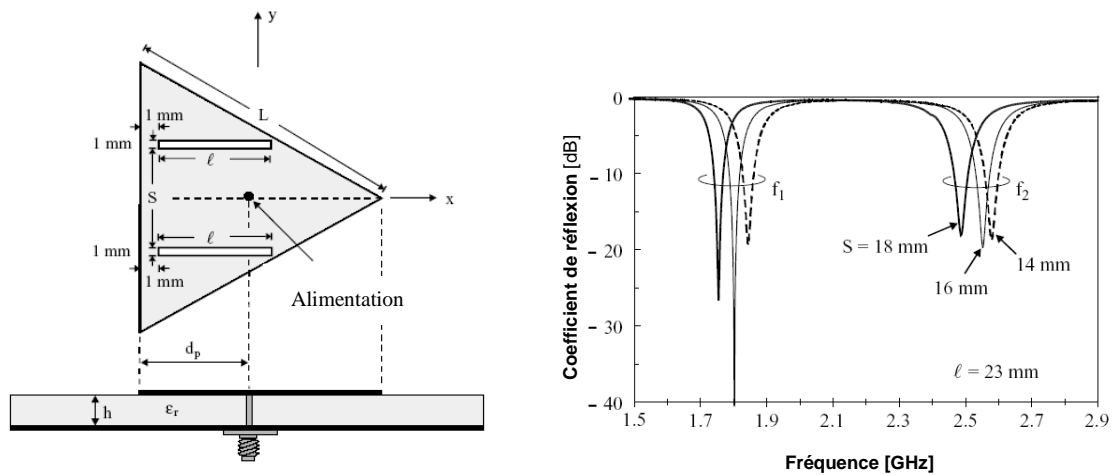 y
1 mm
L
1 mm
ℓ
S
x
ℓ
1 mm
1 mm
Alimentation
d_p
h
ε_r
Coefficient de réflexion [dB]
0
− 10
− 20
− 30
− 40
f_1
f_2
S = 18 mm
14 mm
16 mm
ℓ = 23 mm
1.5
1.7
1.9
2.1
2.3
2.5
2.7
2.9
Fréquence [GHz]